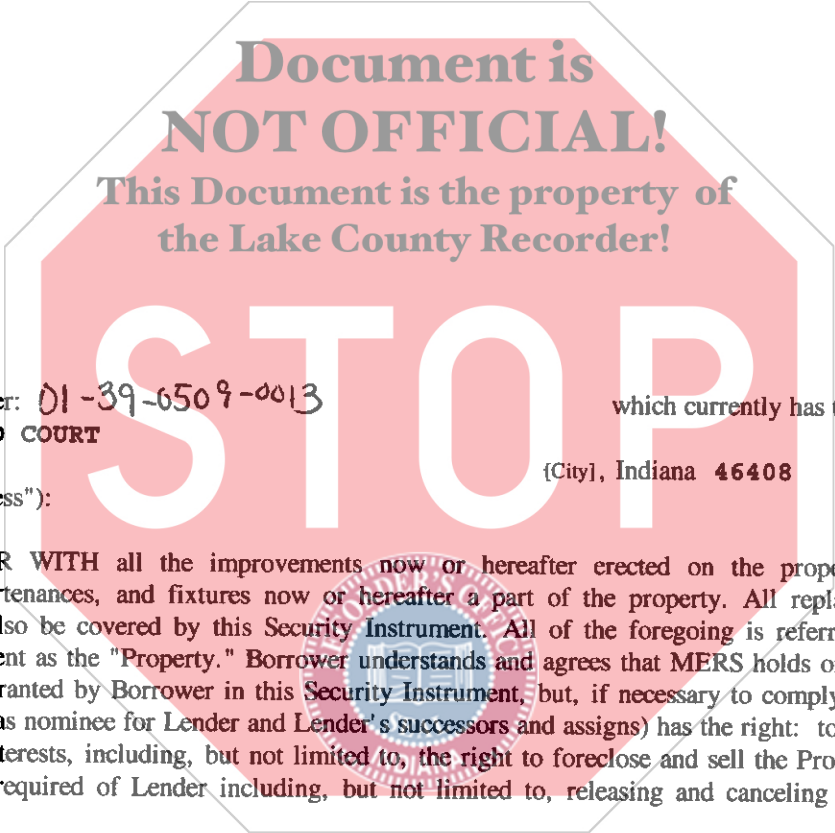 Document is
NOT OFFICIAL!
This Document is the property of
the Lake County Recorder!
STOP
er: 01-39-0509-0013 which currently has t
COURT
{City], Indiana 46408
ess"):
R WITH all the improvements now or hereafter erected on the prope
rtenances, and fixtures now or hereafter a part of the property. All repla
lso be covered by this Security Instrument. All of the foregoing is referr
ent as the "Property." Borrower understands and agrees that MERS holds o
ranted by Borrower in this Security Instrument, but, if necessary to comply
as nominee for Lender and Lender's successors and assigns) has the right: to
terests, including, but not limited to, the right to foreclose and sell the Pro
required of Lender including, but not limited to, releasing and canceling
RECORDER'S OFFICE
INDIANA